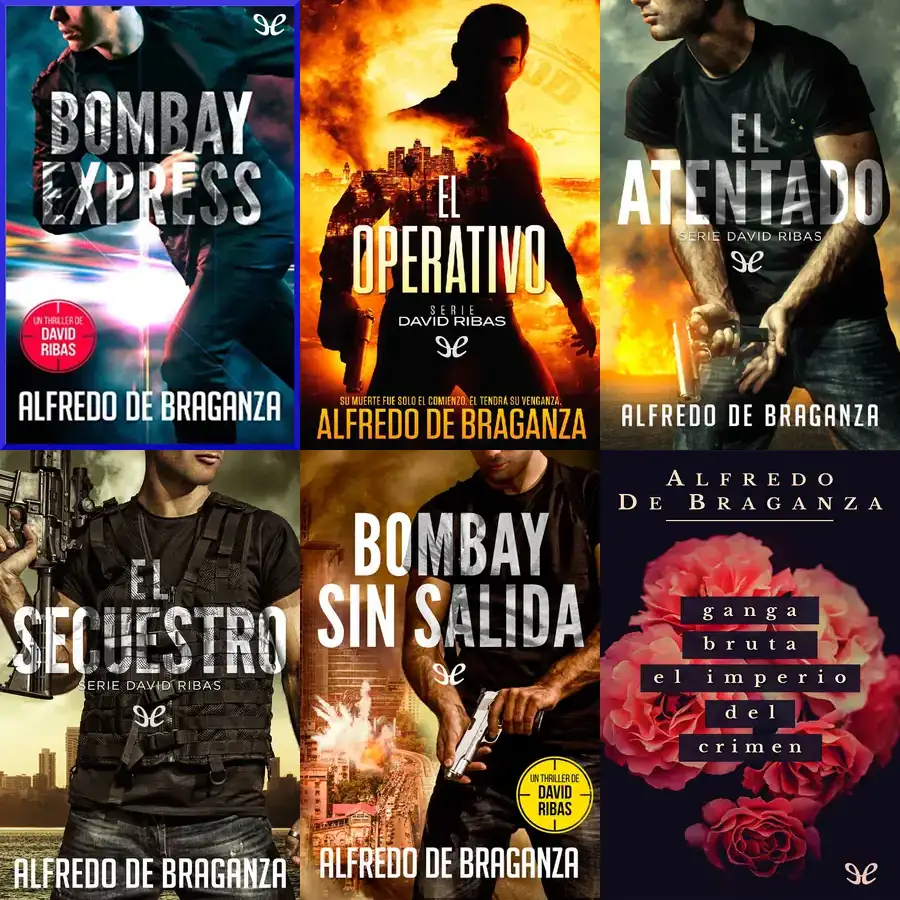 BOMBAY
EXPRESS
UN THRILLER DE
DAVID
RIBAS
ALFREDO DE BRAGANZA
EL
OPERATIVO
SERIE
DAVID RIBAS
SU MUERTE FUE SOLO EL COMIENZO. ÉL TENDRÁ SU VENGANZA.
ALFREDO DE BRAGANZA
EL
ATENTADO
SERIE DAVID RIBAS
ALFREDO DE BRAGANZA
EL
SECUESTRO
SERIE DAVID RIBAS
ALFREDO DE BRAGANZA
BOMBAY
SIN SALIDA
UN THRILLER DE
DAVID
RIBAS
ALFREDO DE BRAGANZA
ALFREDO
DE BRAGANZA
ganga
bruta
el imperio
del
crimen